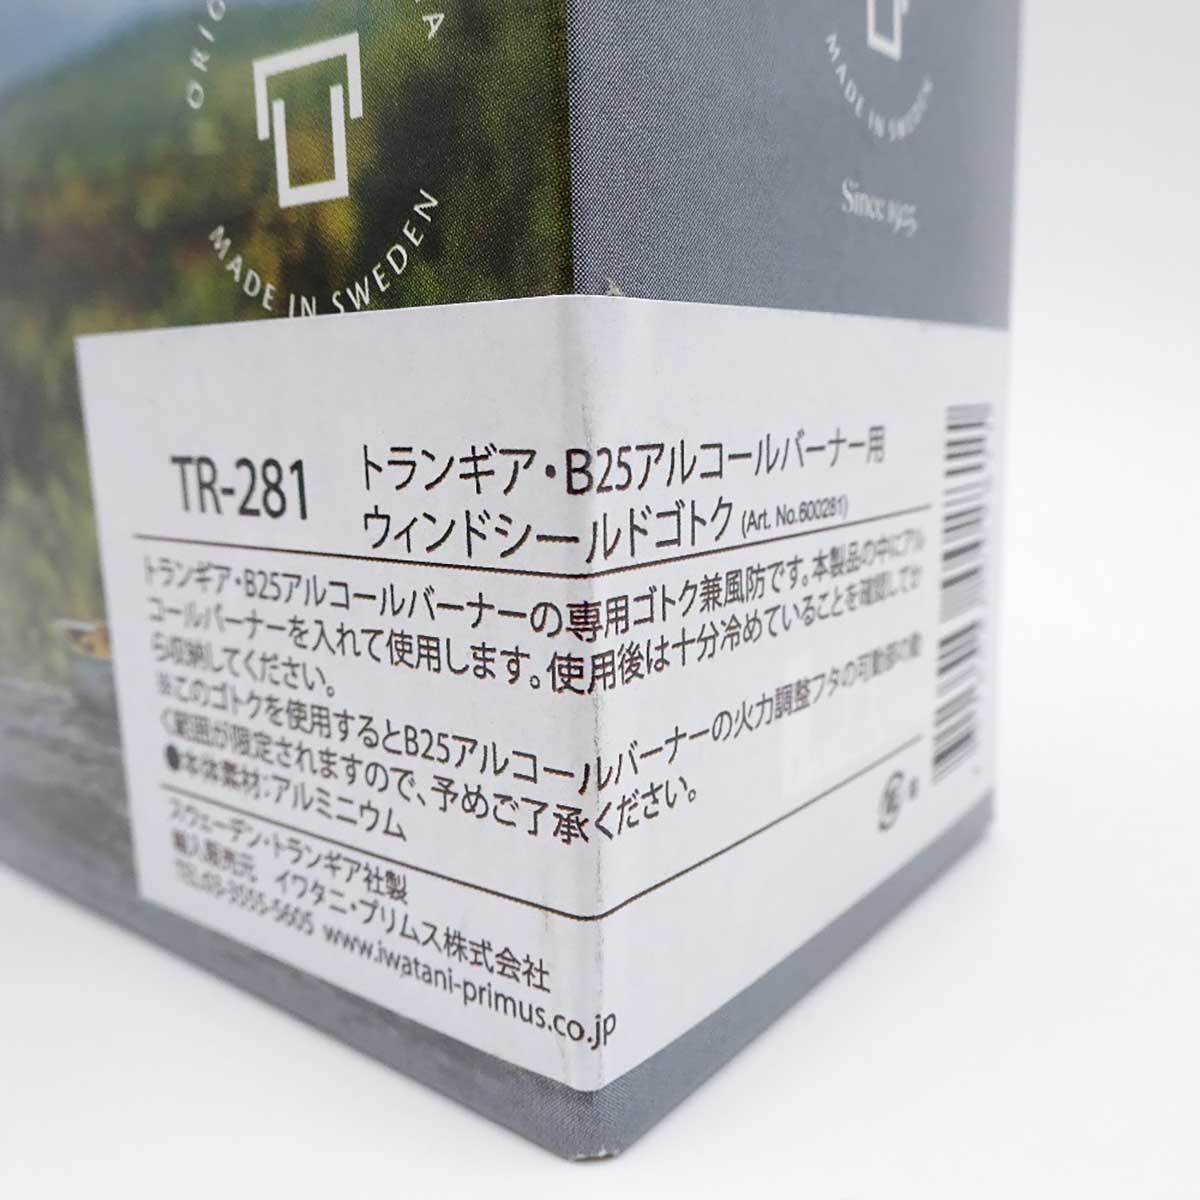 MADE IN SWEDEN
MADE IN SWEDEN
Since 1925
TR-281
トランギア・B25アルコールバーナー用
ウィンドシールドゴトク (Art. No.600281)
トランギア・B25アルコールバーナーの専用ゴトク兼風防です。本製品の中にアル
コールバーナーを入れて使用します。使用後は十分冷めていることを確認してか
ら収納してください。
※このゴトクを使用するとB25アルコールバーナーの火力調整フタの可動部の動
く範囲が限定されますので、予めご了承ください。
●本体素材:アルミニウム
スウェーデン・トランギア社製
輸入発売元 イワタニ・プリムス株式会社
TEL:03-3555-5605 www.iwatani-primus.co.jp